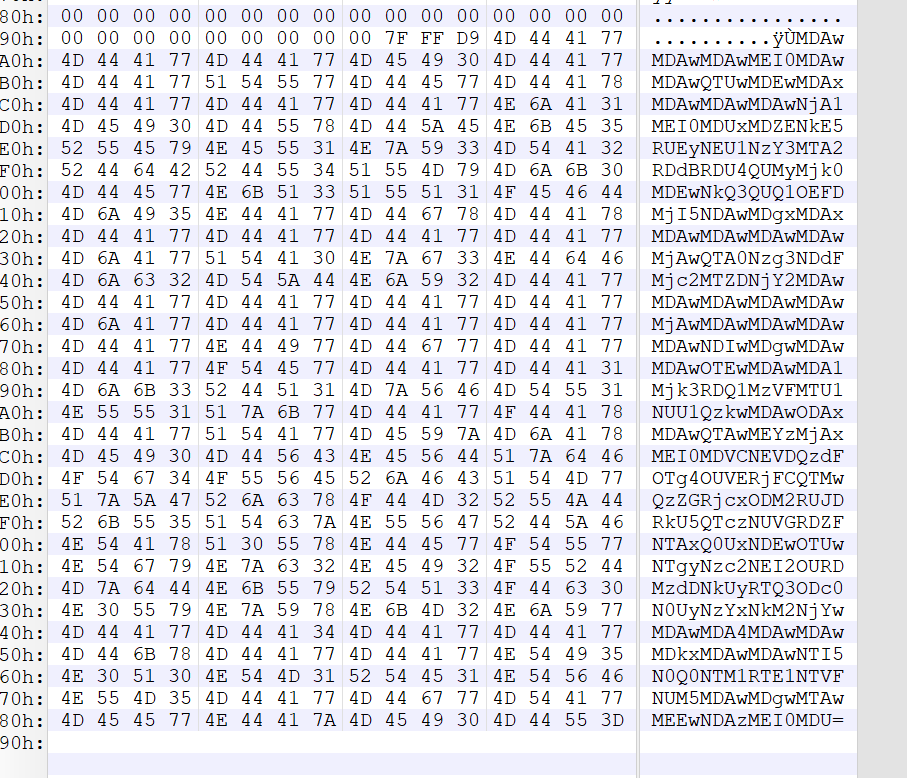 80h: 00 00 00 00 00 00 00 00 00 00 00 00 00 00 00 00 ................
90h: 00 00 00 00 00 00 00 00 00 7F FF D9 4D 44 41 77 ..........ÿÙMDAw
A0h: 4D 44 41 77 4D 44 41 77 4D 45 49 30 4D 44 41 77 MDAwMDAwMEI0MDAw
B0h: 4D 44 41 77 51 54 55 77 4D 44 45 77 4D 44 41 78 MDAwQTUwMDEwMDAx
C0h: 4D 44 41 77 4D 44 41 77 4D 44 41 77 4E 6A 41 31 MDAwMDAwMDAwNjA1
D0h: 4D 45 49 30 4D 44 55 78 4D 44 5A 45 4E 6B 45 35 MEI0MDUxMDZENkE5
E0h: 52 55 45 79 4E 45 55 31 4E 7A 59 33 4D 54 41 32 RUEyNEU1NzY3MTA2
F0h: 52 44 64 42 52 44 55 34 51 55 4D 79 4D 6A 6B 30 RDdBRDU4QUMyMjk0
00h: 4D 44 45 77 4E 6B 51 33 51 55 51 31 4F 45 46 44 MDEwNkQ3QUQ1OEFD
10h: 4D 6A 49 35 4E 44 41 77 4D 44 67 78 4D 44 41 78 MjI5NDAwMDgxMDAx
20h: 4D 44 41 77 4D 44 41 77 4D 44 41 77 4D 44 41 77 MDAwMDAwMDAwMDAw
30h: 4D 6A 41 77 51 54 41 30 4E 7A 67 33 4E 44 64 46 MjAwQTA0Nzg3NDdF
40h: 4D 6A 63 32 4D 54 5A 44 4E 6A 59 32 4D 44 41 77 Mjc2MTZDNjY2MDAw
50h: 4D 44 41 77 4D 44 41 77 4D 44 41 77 4D 44 41 77 MDAwMDAwMDAwMDAw
60h: 4D 6A 41 77 4D 44 41 77 4D 44 41 77 4D 44 41 77 MjAwMDAwMDAwMDAw
70h: 4D 44 41 77 4E 44 49 77 4D 44 67 77 4D 44 41 77 MDAwNDIwMDgwMDAw
80h: 4D 44 41 77 4F 54 45 77 4D 44 41 77 4D 44 41 31 MDAwOTEwMDAwMDA1
90h: 4D 6A 6B 33 52 44 51 31 4D 7A 56 46 4D 54 55 31 Mjk3RDQ1MzVFMTU1
A0h: 4E 55 55 31 51 7A 6B 77 4D 44 41 77 4F 44 41 78 NUU1QzkwMDAwODAx
B0h: 4D 44 41 77 51 54 41 77 4D 45 59 7A 4D 6A 41 78 MDAwQTAwMEYzMjAx
C0h: 4D 45 49 30 4D 44 56 43 4E 45 56 44 51 7A 64 46 MEI0MDVCNEVDQzdF
D0h: 4F 54 67 34 4F 55 56 45 52 6A 46 43 51 54 4D 77 OTg4OUVERjFCQTMw
E0h: 51 7A 5A 47 52 6A 63 78 4F 44 4D 32 52 55 4A 44 QzZGRjcxODM2RUJD
F0h: 52 6B 55 35 51 54 63 7A 4E 55 56 47 52 44 5A 46 RkU5QTczNUVGRDZF
00h: 4E 54 41 78 51 30 55 78 4E 44 45 77 4F 54 55 77 NTAxQ0UxNDEwOTUw
10h: 4E 54 67 79 4E 7A 63 32 4E 45 49 32 4F 55 52 44 NTgyNzc2NEI2OURD
20h: 4D 7A 64 44 4E 6B 55 79 52 54 51 33 4F 44 63 30 MzdDNkUyRTQ3ODc0
30h: 4E 30 55 79 4E 7A 59 78 4E 6B 4D 32 4E 6A 59 77 N0UyNzYxNkM2NjYw
40h: 4D 44 41 77 4D 44 41 34 4D 44 41 77 4D 44 41 77 MDAwMDA4MDAwMDAw
50h: 4D 44 6B 78 4D 44 41 77 4D 44 41 77 4E 54 49 35 MDkxMDAwMDAwNTI5
60h: 4E 30 51 30 4E 54 4D 31 52 54 45 31 4E 54 56 46 N0Q0NTM1RTE1NTVF
70h: 4E 55 4D 35 4D 44 41 77 4D 44 67 77 4D 54 41 77 NUM5MDAwMDgwMTAw
80h: 4D 45 45 77 4E 44 41 7A 4D 45 49 30 4D 44 55 3D MEEwNDAzMEI0MDU=
90h: